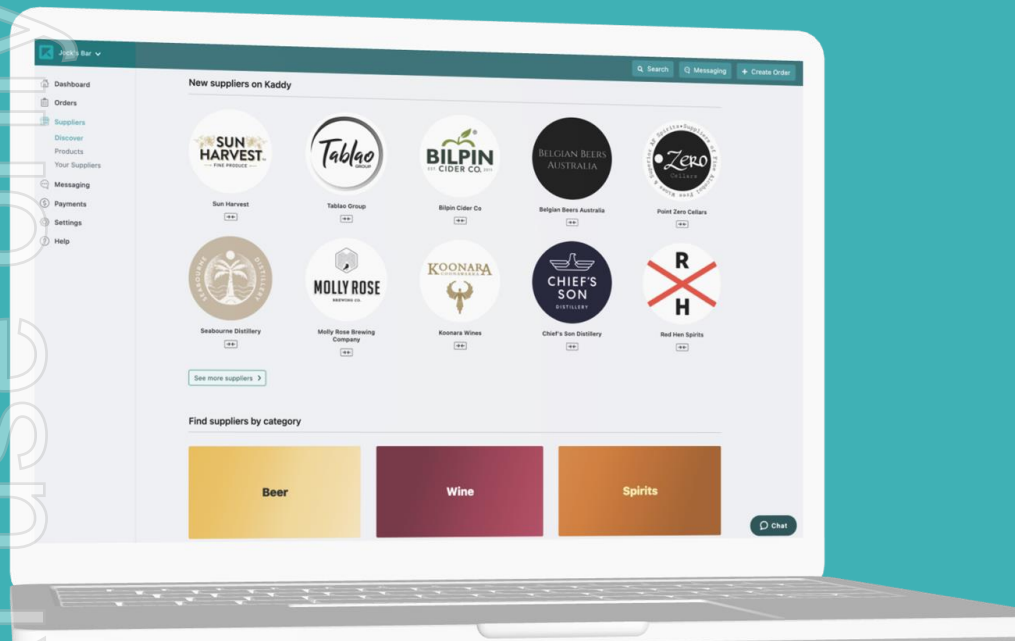 Jock's Bar
Search
Messaging
+ Create Order
Dashboard
Orders
Suppliers
Discover
Products
Your Suppliers
Messaging
Payments
Settings
Help
New suppliers on Kaddy
SUN
HARVEST
FINE PRODUCE
Tablao
GROUP
BILPIN
CIDER CO.
BELGIAN BEERS
AUSTRALIA
Zero
Cellars
Sun Harvest
Tablao Group
Bilpin Cider Co
Belgian Beers Australia
Point Zero Cellars
SEABOURNE DISTILLERY
MOLLY ROSE
BREWING CO.
KOONARA
CHIEF'S
SON
DISTILLERY
R
H
Seabourne Distillery
Molly Rose Brewing
Company
Koonara Wines
Chief's Son Distillery
Red Hen Spirits
See more suppliers
Find suppliers by category
Beer
Wine
Spirits
Chat
use only